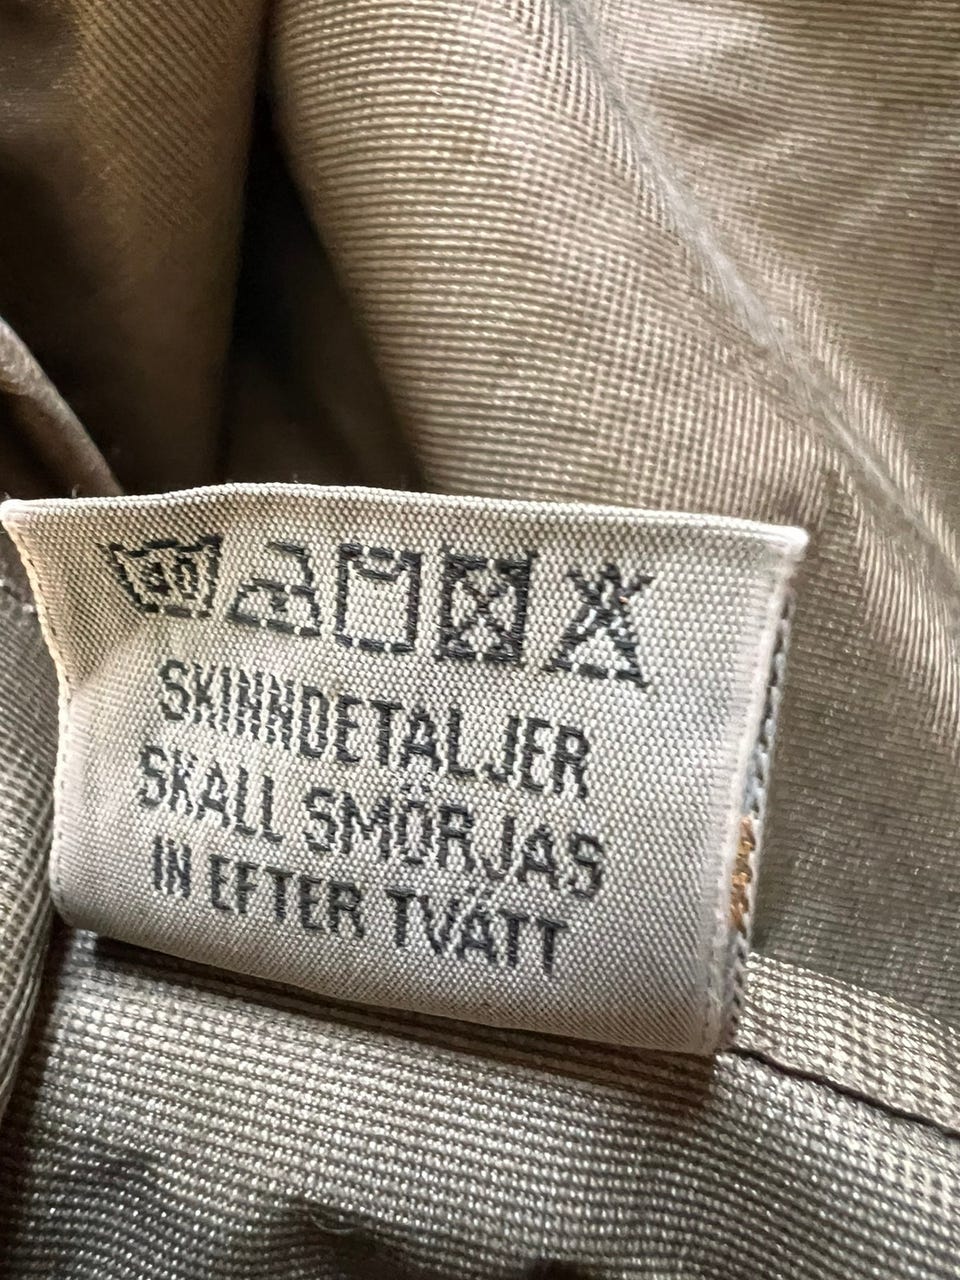 SKINNDETALJER
SKALL SMÖRJAS
IN EFTER TVÄTT